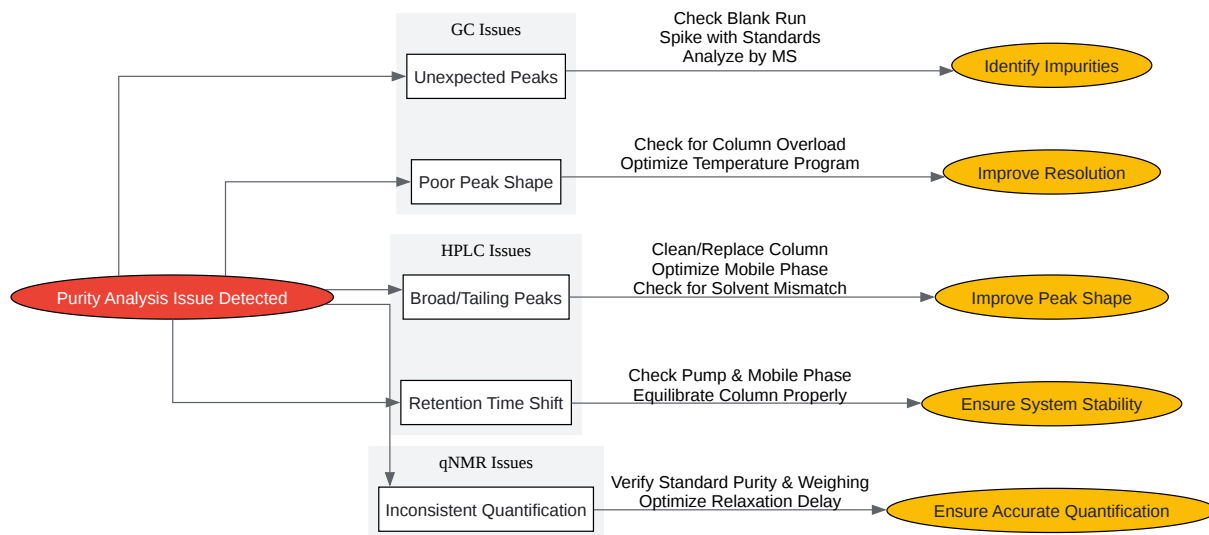 GC Issues
Check Blank Run
Spike with Standards
Analyze by MS
Unexpected Peaks
Identify Impurities
Check for Column Overload
Optimize Temperature Program
Poor Peak Shape
Improve Resolution
HPLC Issues
Clean/Replace Column
Optimize Mobile Phase
Check for Solvent Mismatch
Purity Analysis Issue Detected
Broad/Tailing Peaks
Improve Peak Shape
Check Pump & Mobile Phase
Equilibrate Column Properly
Retention Time Shift
Ensure System Stability
qNMR Issues
Verify Standard Purity & Weighing
Optimize Relaxation Delay
Inconsistent Quantification
Ensure Accurate Quantification